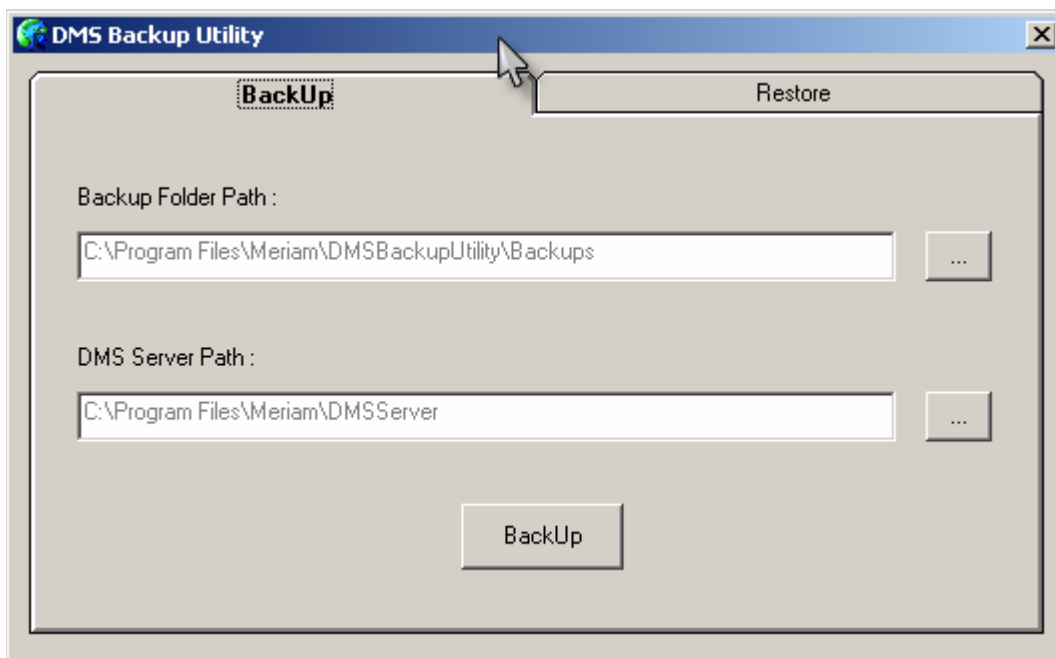 DMS Backup Utility
BackUp
Restore
Backup Folder Path :
C:\Program Files\Meriam\DMSBackupUtility\Backups
...
DMS Server Path :
C:\Program Files\Meriam\DMSServer
...
BackUp